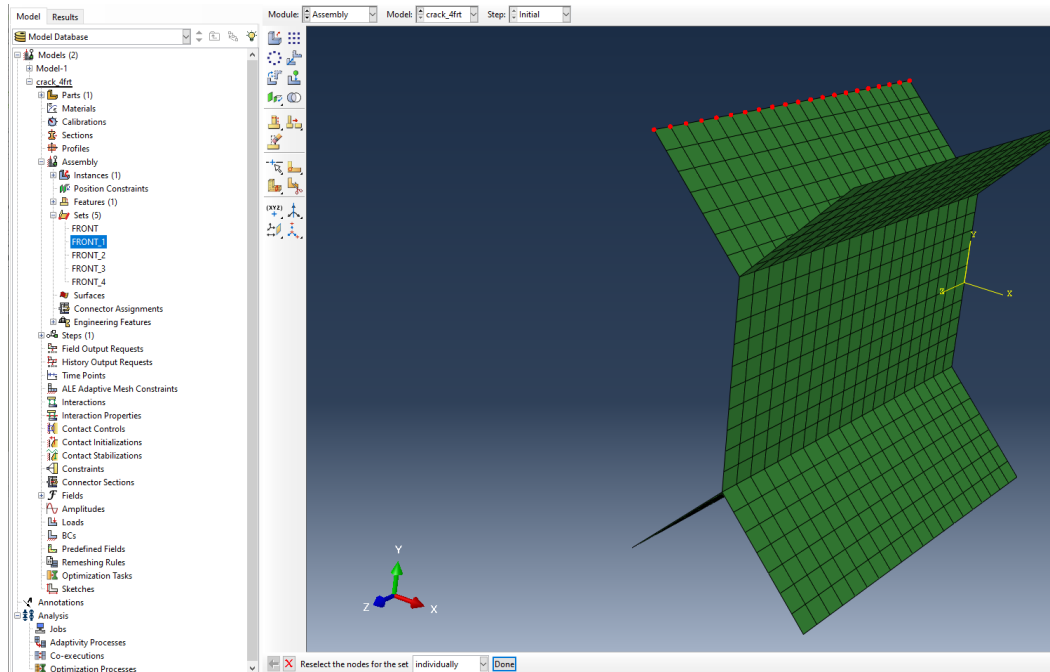 Model Results
Module: Assembly Model: crack_4frt Step: Initial
Model Database
Models (2)
Model-1
crack_4frt
Parts (1)
Materials
Calibrations
Sections
Profiles
Assembly
Instances (1)
Position Constraints
Features (1)
Sets (5)
FRONT
FRONT_1
FRONT_2
FRONT_3
FRONT_4
Surfaces
Connector Assignments
Engineering Features
Steps (1)
Field Output Requests
History Output Requests
Time Points
ALE Adaptive Mesh Constraints
Interactions
Interaction Properties
Contact Controls
Contact Initializations
Contact Stabilizations
Constraints
Connector Sections
Fields
Amplitudes
Loads
BCs
Predefined Fields
Remeshing Rules
Optimization Tasks
Sketches
Annotations
Analysis
Jobs
Adaptivity Processes
Co-executions
Optimization Processes
(XYZ)
Y
Z X
Y
Z X
Reselect the nodes for the set individually Done